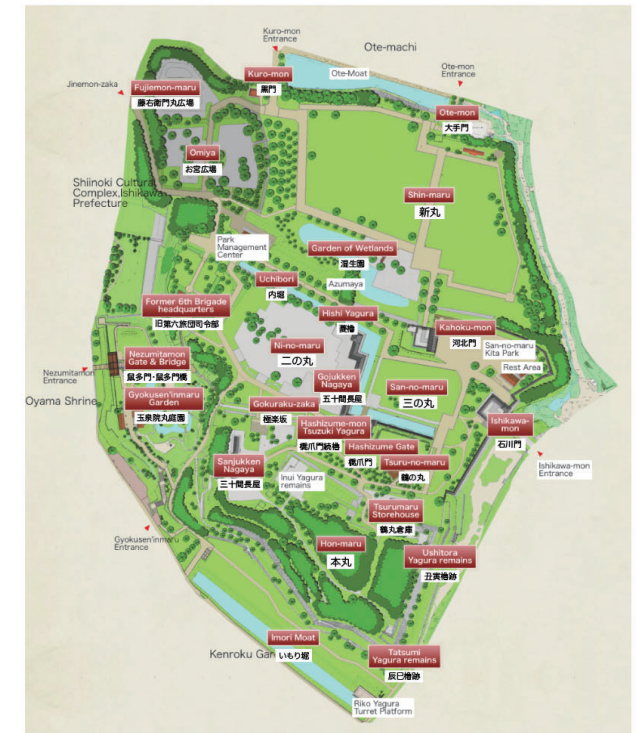 Kuro-mon
Entrance
Ote-machi
Ote-Moat
Ote-mon
Entrance
Jinemon-zaka
Fujiemon-maru
藤右衛門丸広場
Kuro-mon
黒門
Ote-mon
大手門
Omiya
お宮広場
Shiinoki Cultural
Complex,Ishikawa
Prefecture
Shin-maru
新丸
Park
Management
Center
Garden of Wetlands
湿生園
Uchibori
内堀
Azumaya
Former 6th Brigade
headquarters
旧第六旅団司令部
Hishi Yagura
菱櫓
Kahoku-mon
河北門
San-no-maru
Kita Park
Ni-no-maru
二の丸
Nezumitamon
Gate & Bridge
鼠多門・鼠多門橋
Rest Area
Nezumitamon
Entrance
Gojukken
Nagaya
五十間長屋
San-no-maru
三の丸
Oyama Shrine
Gyokusen'inmaru
Garden
玉泉院丸庭園
Gokuraku-zaka
極楽坂
Hashizume-mon
Tsuzuki Yagura
橋爪門続櫓
Hashizume Gate
橋爪門
Ishikawa-
mon
石川門
Tsuru-no-maru
鶴の丸
Sanjukken
Nagaya
三十間長屋
Inui Yagura
remains
Ishikawa-mon
Entrance
Tsurumaru
Storehouse
鶴丸倉庫
Gyokusen'inmaru
Entrance
Hon-maru
本丸
Ushitora
Yagura remains
丑寅櫓跡
Imori Moat
いもり堀
Kenroku Gar
Tatsumi
Yagura remains
辰巳櫓跡
Riko Yagura
Turret Platform